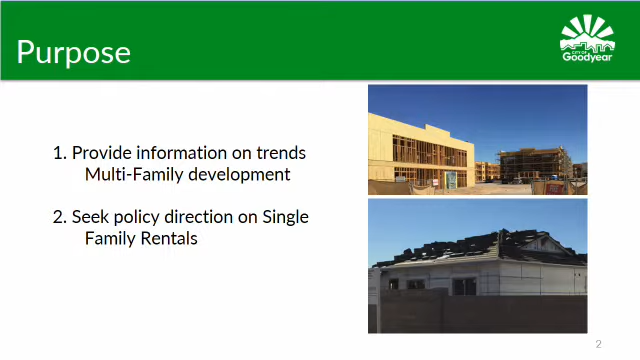 Purpose
CITY OF
Goodyear
1. Provide information on trends
Multi-Family development
2. Seek policy direction on Single
Family Rentals
2